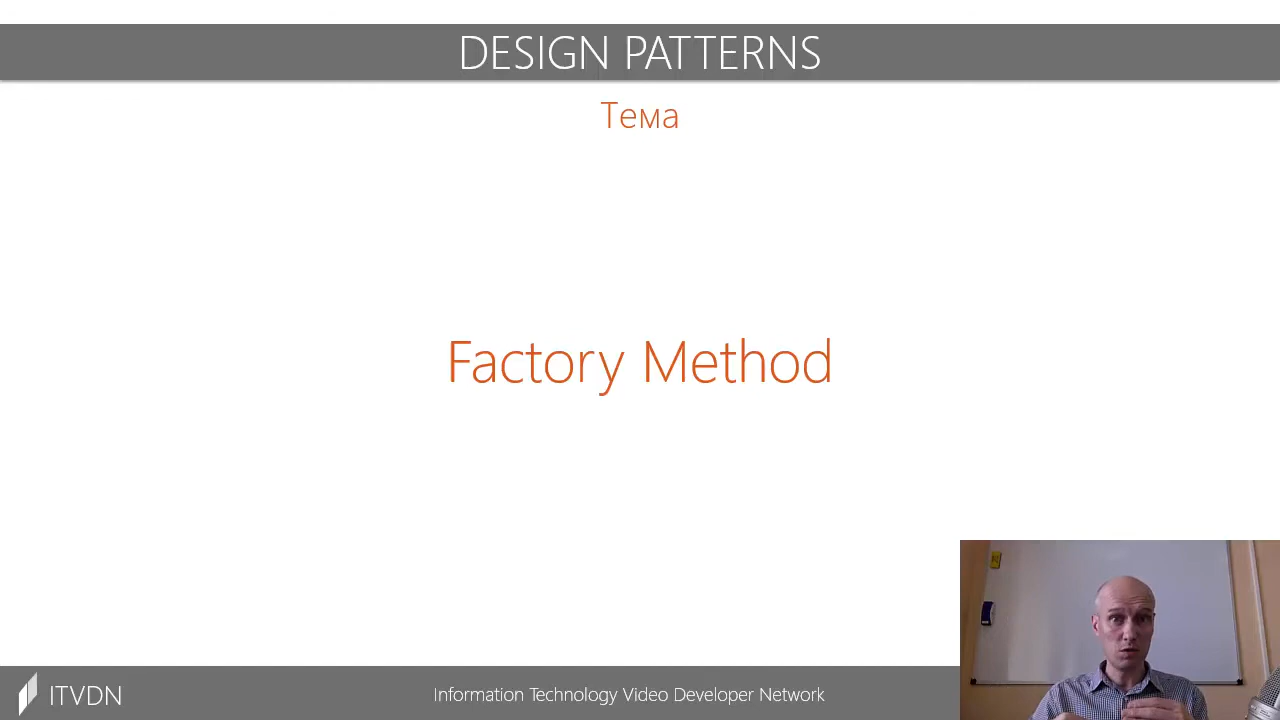 DESIGN PATTERNS
Тема
Factory Method
ITVDN
Information Technology Video Developer Network